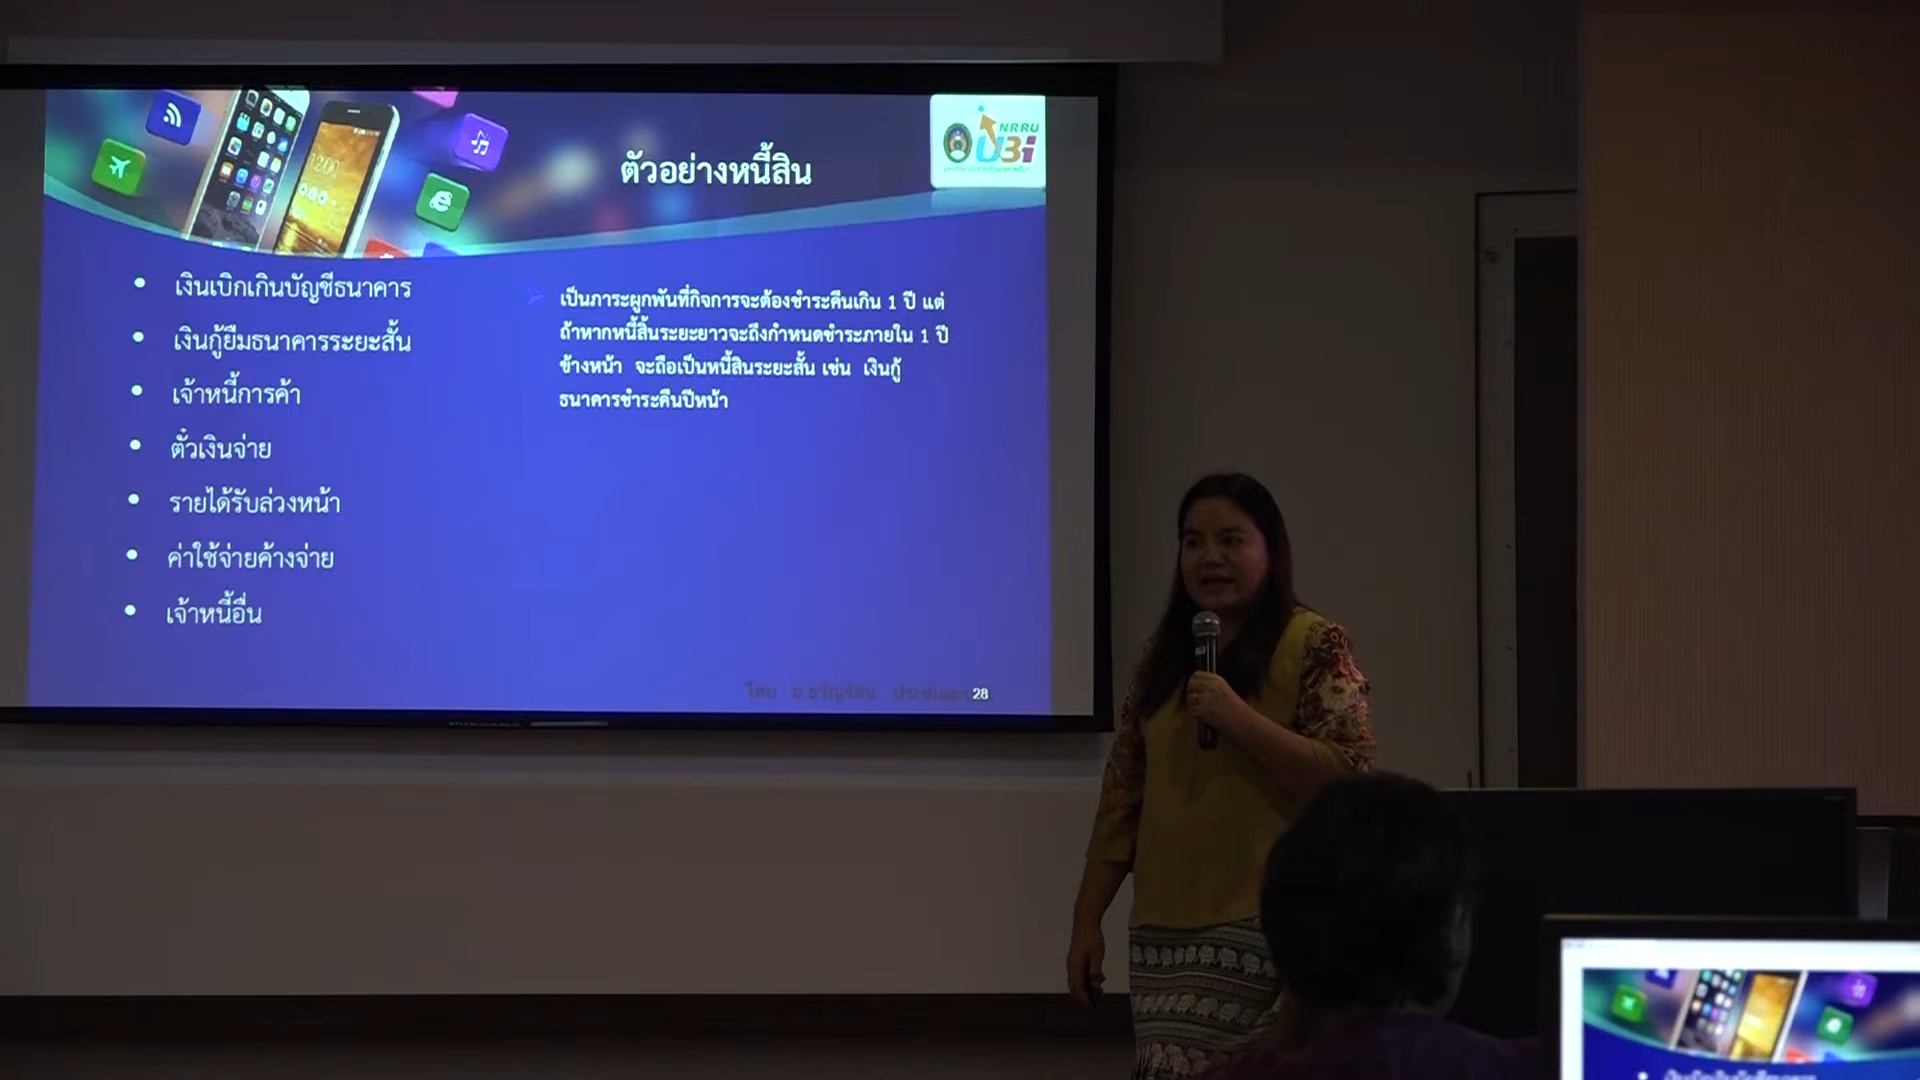 NRRU
UBi
ตัวอย่างหนี้สิน
เงินเบิกเกินบัญชีธนาคาร
เงินกู้ยืมธนาคารระยะสั้น
เจ้าหนี้การค้า
ตั๋วเงินจ่าย
รายได้รับล่วงหน้า
ค่าใช้จ่ายค้างจ่าย
เจ้าหนี้อื่น
เป็นภาระผูกพันที่กิจการจะต้องชำระคืนเกิน 1 ปี แต่
ถ้าหากหนี้สิ้นระยะยาวจะถึงกำหนดชำระภายใน 1 ปี
ข้างหน้า จะถือเป็นหนี้สินระยะสั้น เช่น เงินกู้
ธนาคารชำระคืนปีหน้า
โดย
28